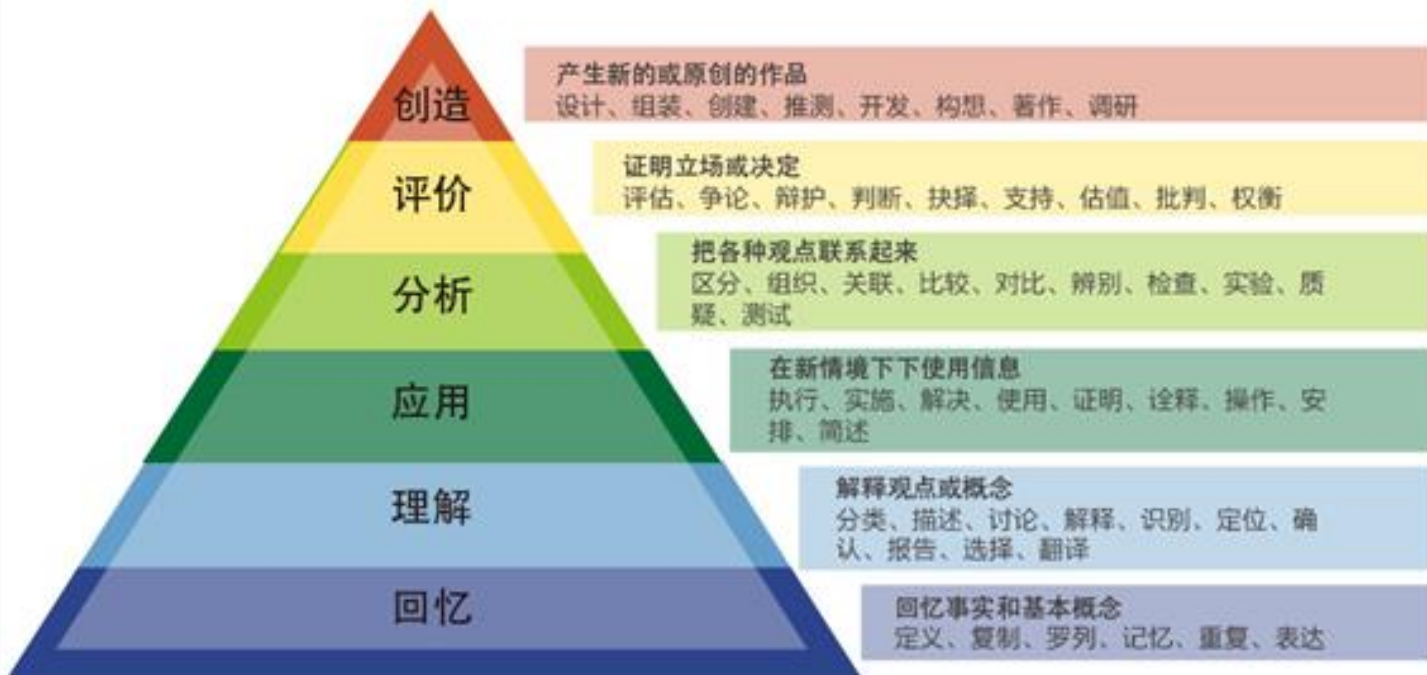 创造
产生新的或原创的作品
设计、组装、创建、推测、开发、构想、著作、调研
评价
证明立场或决定
评估、争论、辩护、判断、抉择、支持、估值、批判、权衡
分析
把各种观点联系起来
区分、组织、关联、比较、对比、辨别、检查、实验、质
疑、测试
应用
在新情境下下使用信息
执行、实施、解决、使用、证明、诠释、操作、安
排、简述
理解
解释观点或概念
分类、描述、讨论、解释、识别、定位、确
认、报告、选择、翻译
回忆
回忆事实和基本概念
定义、复制、罗列、记忆、重复、表达